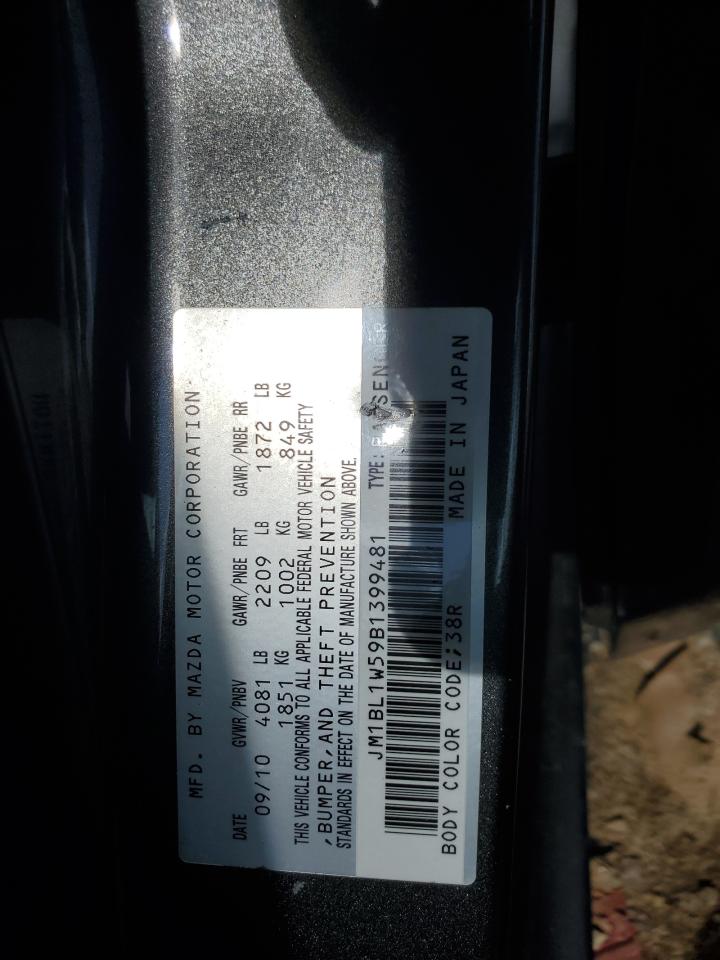 MFD. BY MAZDA MOTOR CORPORATION
DATE GVWR/PNBV GAWR/PNBE FRT GAWR/PNBE RR
09/10 4081 LB 2209 LB 1872 LB
1851 KG 1002 KG 849 KG
THIS VEHICLE CONFORMS TO ALL APPLICABLE FEDERAL MOTOR VEHICLE SAFETY
,BUMPER,AND THEFT PREVENTION
STANDARDS IN EFFECT ON THE DATE OF MANUFACTURE SHOWN ABOVE.
JM1BL1W59B1399481 TYPE:
BODY COLOR CODE;38R MADE IN JAPAN